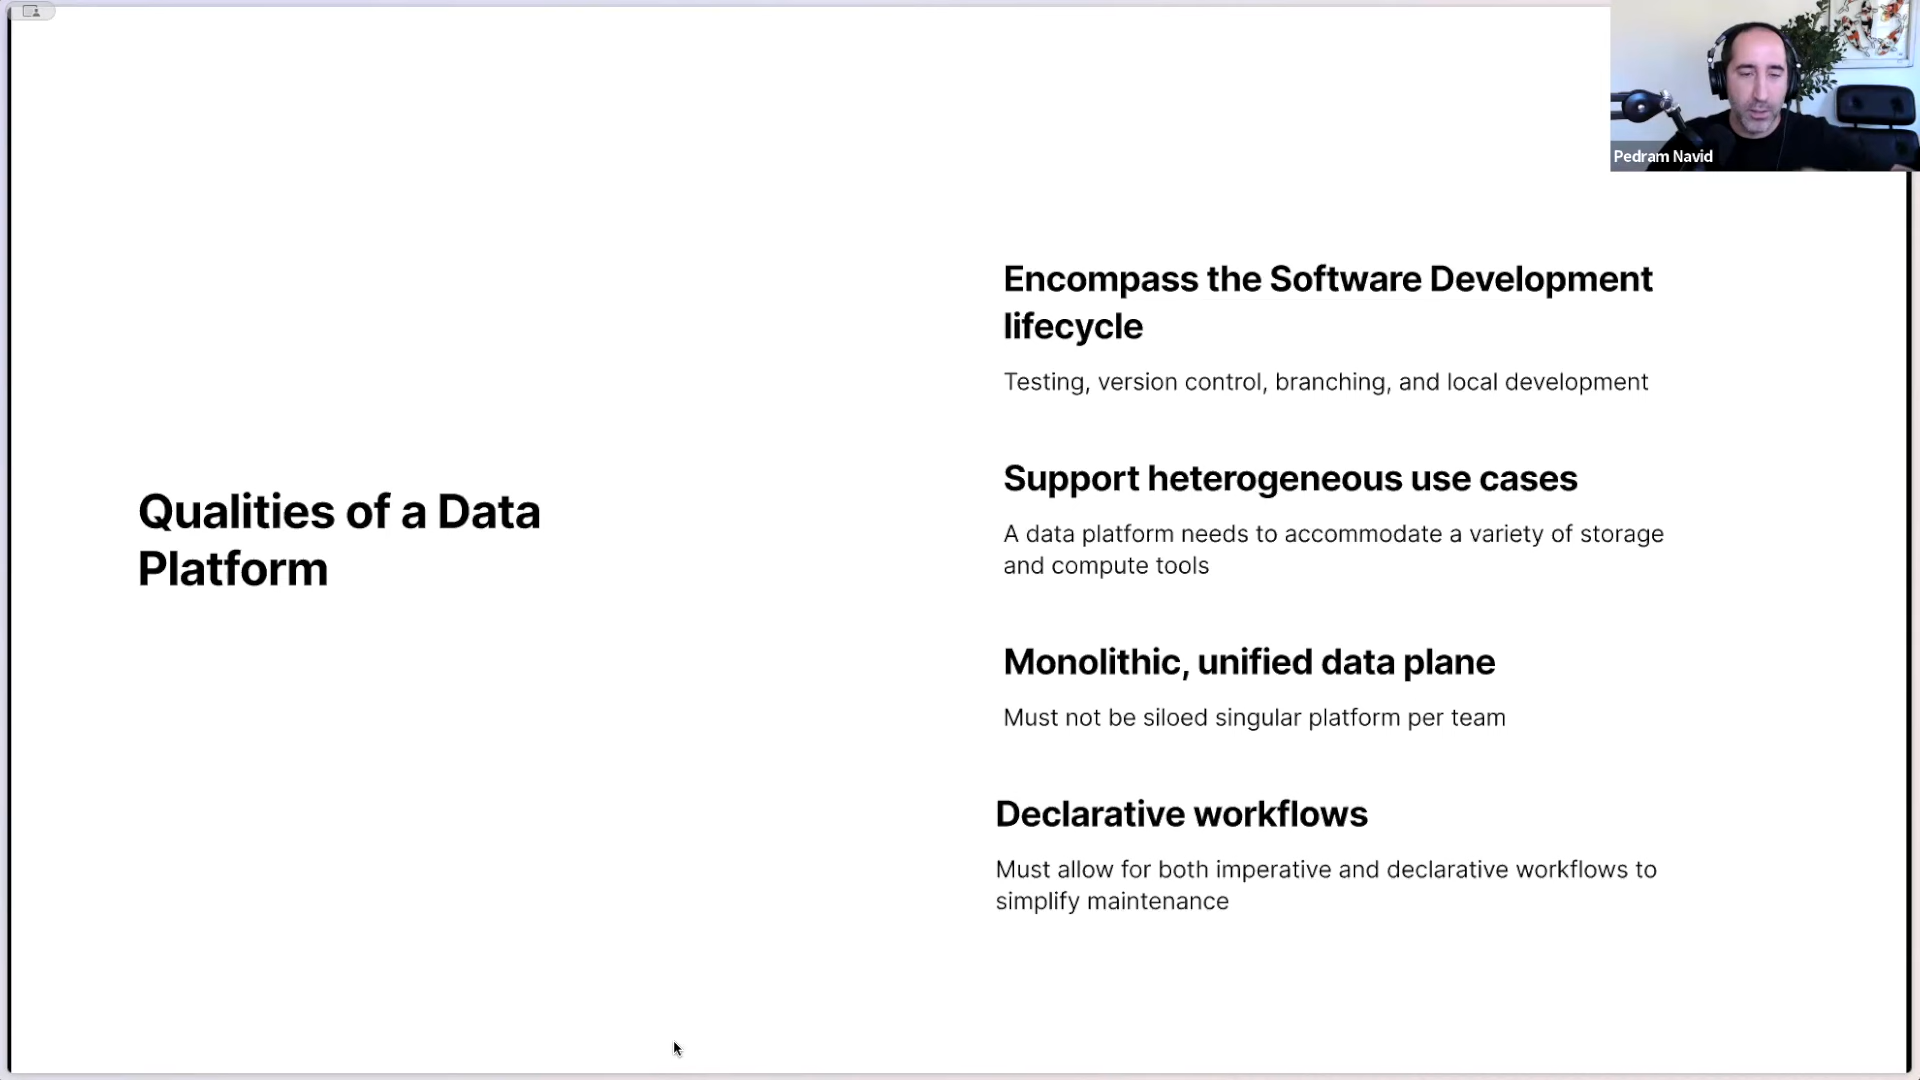 Pedram Navid
Qualities of a Data
Platform
Encompass the Software Development
lifecycle
Testing, version control, branching, and local development
Support heterogeneous use cases
A data platform needs to accommodate a variety of storage
and compute tools
Monolithic, unified data plane
Must not be siloed singular platform per team
Declarative workflows
Must allow for both imperative and declarative workflows to
simplify maintenance